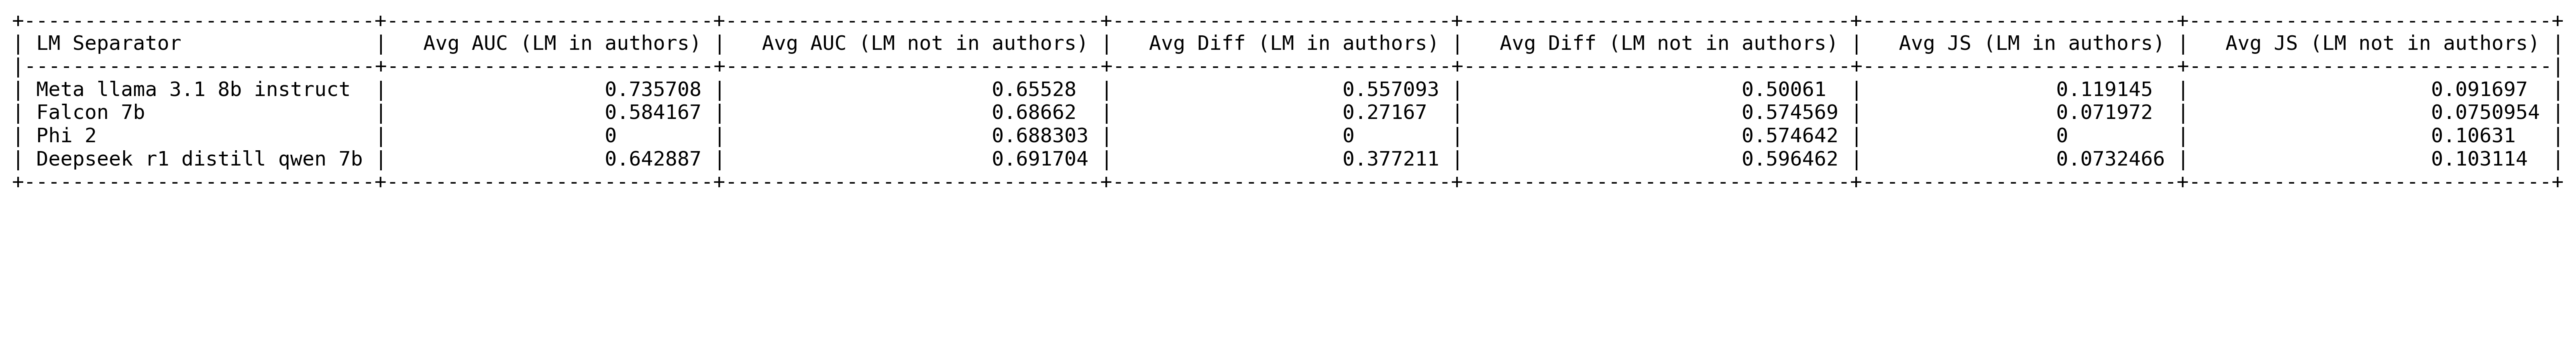 +-----------------------------+---------------------------+-------------------------------+----------------------------+--------------------------------+--------------------------+------------------------------+
| LM Separator                |   Avg AUC (LM in authors) |   Avg AUC (LM not in authors) |   Avg Diff (LM in authors) |   Avg Diff (LM not in authors) |   Avg JS (LM in authors) |   Avg JS (LM not in authors) |
|-----------------------------+---------------------------+-------------------------------+----------------------------+--------------------------------+--------------------------+------------------------------|
| Meta llama 3.1 8b instruct  |                  0.735708 |                      0.65528  |                   0.557093 |                       0.50061  |                0.119145  |                    0.091697  |
| Falcon 7b                   |                  0.584167 |                      0.68662  |                   0.27167  |                       0.574569 |                0.071972  |                    0.0750954 |
| Phi 2                       |                  0        |                      0.688303 |                   0        |                       0.574642 |                0         |                    0.10631   |
| Deepseek r1 distill qwen 7b |                  0.642887 |                      0.691704 |                   0.377211 |                       0.596462 |                0.0732466 |                    0.103114  |
+-----------------------------+---------------------------+-------------------------------+----------------------------+--------------------------------+--------------------------+------------------------------+